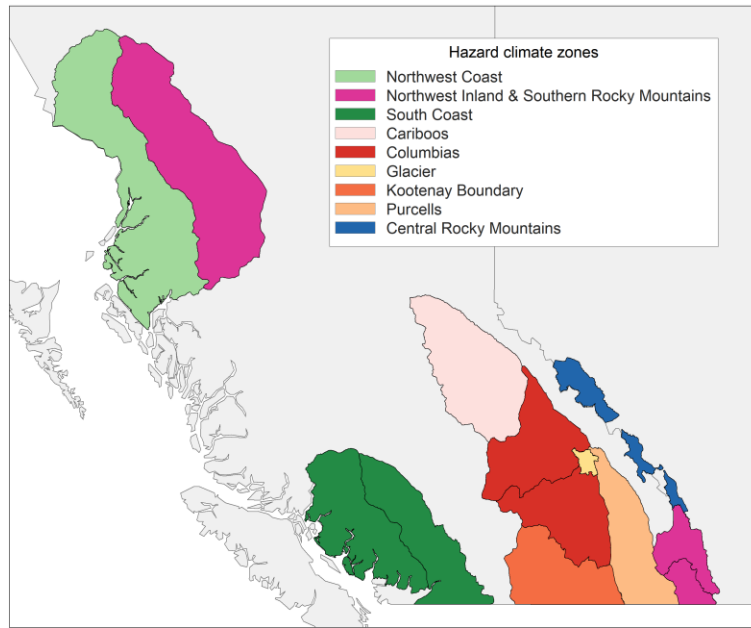 Hazard climate zones
Northwest Coast
Northwest Inland & Southern Rocky Mountains
South Coast
Cariboos
Columbias
Glacier
Kootenay Boundary
Purcells
Central Rocky Mountains